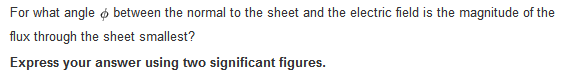 For what angle ϕ between the normal to the sheet and the electric field is the magnitude of the
flux through the sheet smallest?
Express your answer using two significant figures.